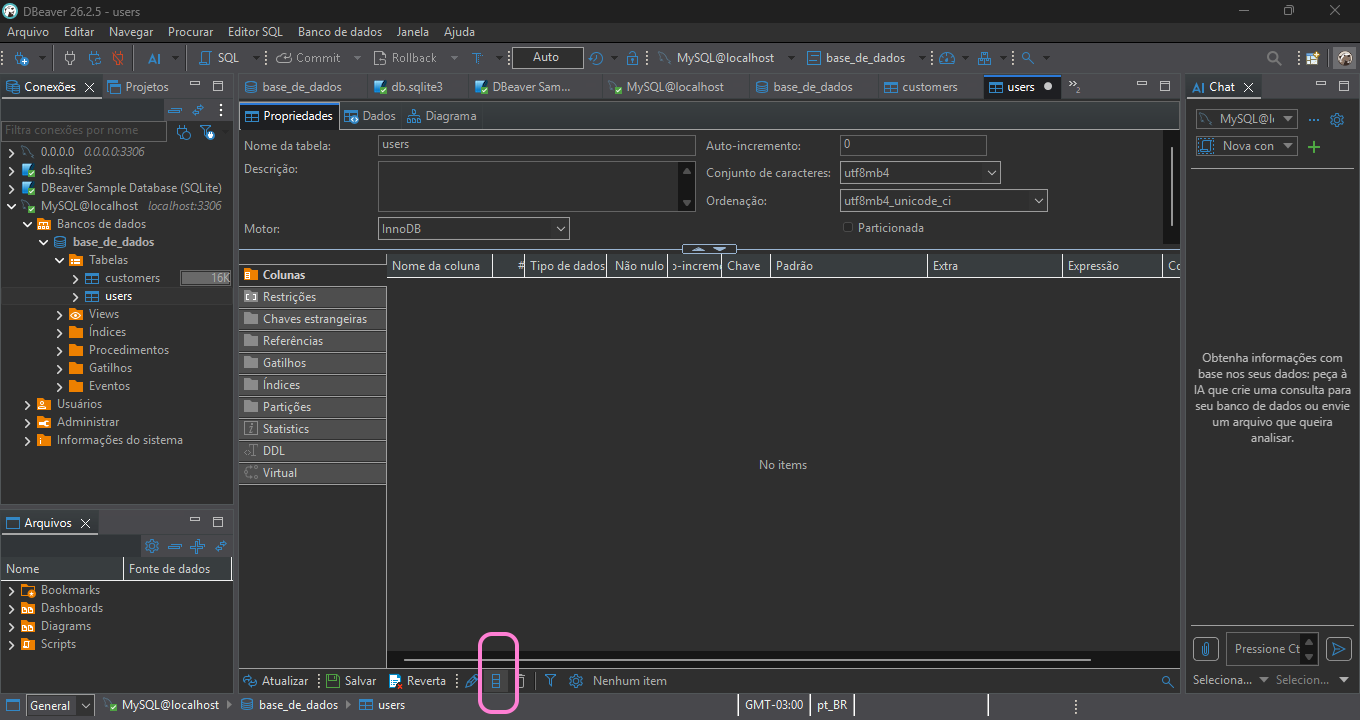 DBeaver 26.2.5 - users
Arquivo Editar Navegar Procurar Editor SQL Banco de dados Janela Ajuda
AI SQL Commit Rollback T Auto MySQL@localhost base_de_dados
Conexões Projetos
base_de_dados db.sqlite3 DBeaver Sam... MySQL@localhost base_de_dados customers users »2
AI Chat
Propriedades Dados Diagrama
Filtra conexões por nome
0.0.0.0 0.0.0.0:3306
db.sqlite3
DBeaver Sample Database (SQLite)
MySQL@localhost localhost:3306
Bancos de dados
base_de_dados
Tabelas
customers 16K
users
Views
Índices
Procedimentos
Gatilhos
Eventos
Usuários
Administrar
Informações do sistema
Nome da tabela: users
Descrição:
Motor: InnoDB
Auto-incremento: 0
Conjunto de caracteres: utf8mb4
Ordenação: utf8mb4_unicode_ci
Particionada
Colunas
Restrições
Chaves estrangeiras
Referências
Gatilhos
Índices
Partições
Statistics
DDL
Virtual
Nome da coluna # Tipo de dados Não nulo o-increme Chave Padrão Extra Expressão Co
No items
MySQL@l
Nova con
Obtenha informações com
base nos seus dados: peça à
IA que crie uma consulta para
seu banco de dados ou envie
um arquivo que queira
analisar.
Pressione Ct
Seleciona... Selecion...
Arquivos
Nome Fonte de dados
Bookmarks
Dashboards
Diagrams
Scripts
Atualizar Salvar Reverta Nenhum item
General MySQL@localhost base_de_dados users GMT-03:00 pt_BR